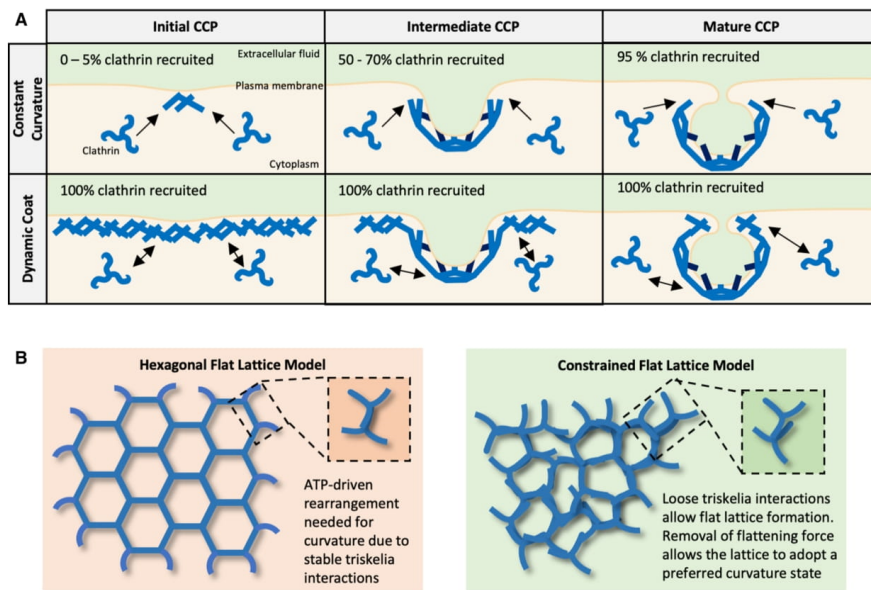 A
Initial CCP
Intermediate CCP
Mature CCP
Constant
Curvature
0 – 5% clathrin recruited
Extracellular fluid
Plasma membrane
Clathrin
Cytoplasm
50 - 70% clathrin recruited
95 % clathrin recruited
Dynamic Coat
100% clathrin recruited
100% clathrin recruited
100% clathrin recruited
B
Hexagonal Flat Lattice Model
ATP-driven
rearrangement
needed for
curvature due to
stable triskelia
interactions
Constrained Flat Lattice Model
Loose triskelia interactions
allow flat lattice formation.
Removal of flattening force
allows the lattice to adopt a
preferred curvature state